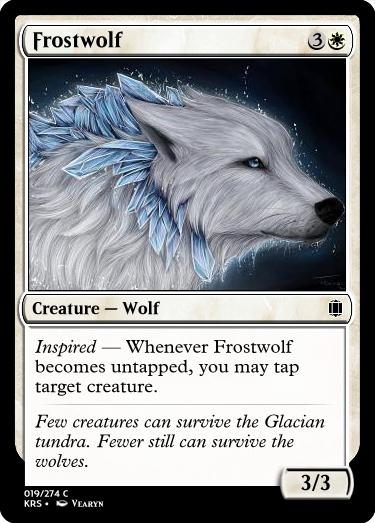 Frostwolf 3
Creature — Wolf
Inspired — Whenever Frostwolf
becomes untapped, you may tap
target creature.
Few creatures can survive the Glacian
tundra. Fewer still can survive the
wolves.
3/3
019/274 C
KRS • Vearyn